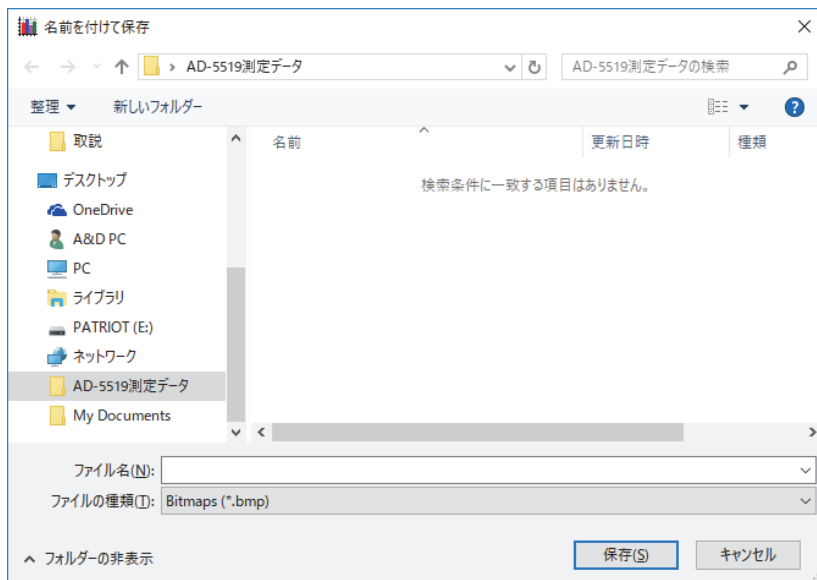 名前を付けて保存
AD-5519測定データ
AD-5519測定データの検索
整理
新しいフォルダー
取説
名前
更新日時
種類
検索条件に一致する項目はありません。
デスクトップ
OneDrive
A&D PC
PC
ライブラリ
PATRIOT (E:)
ネットワーク
AD-5519測定データ
My Documents
ファイル名(N):
ファイルの種類(T): Bitmaps (*.bmp)
フォルダーの非表示
保存(S)
キャンセル